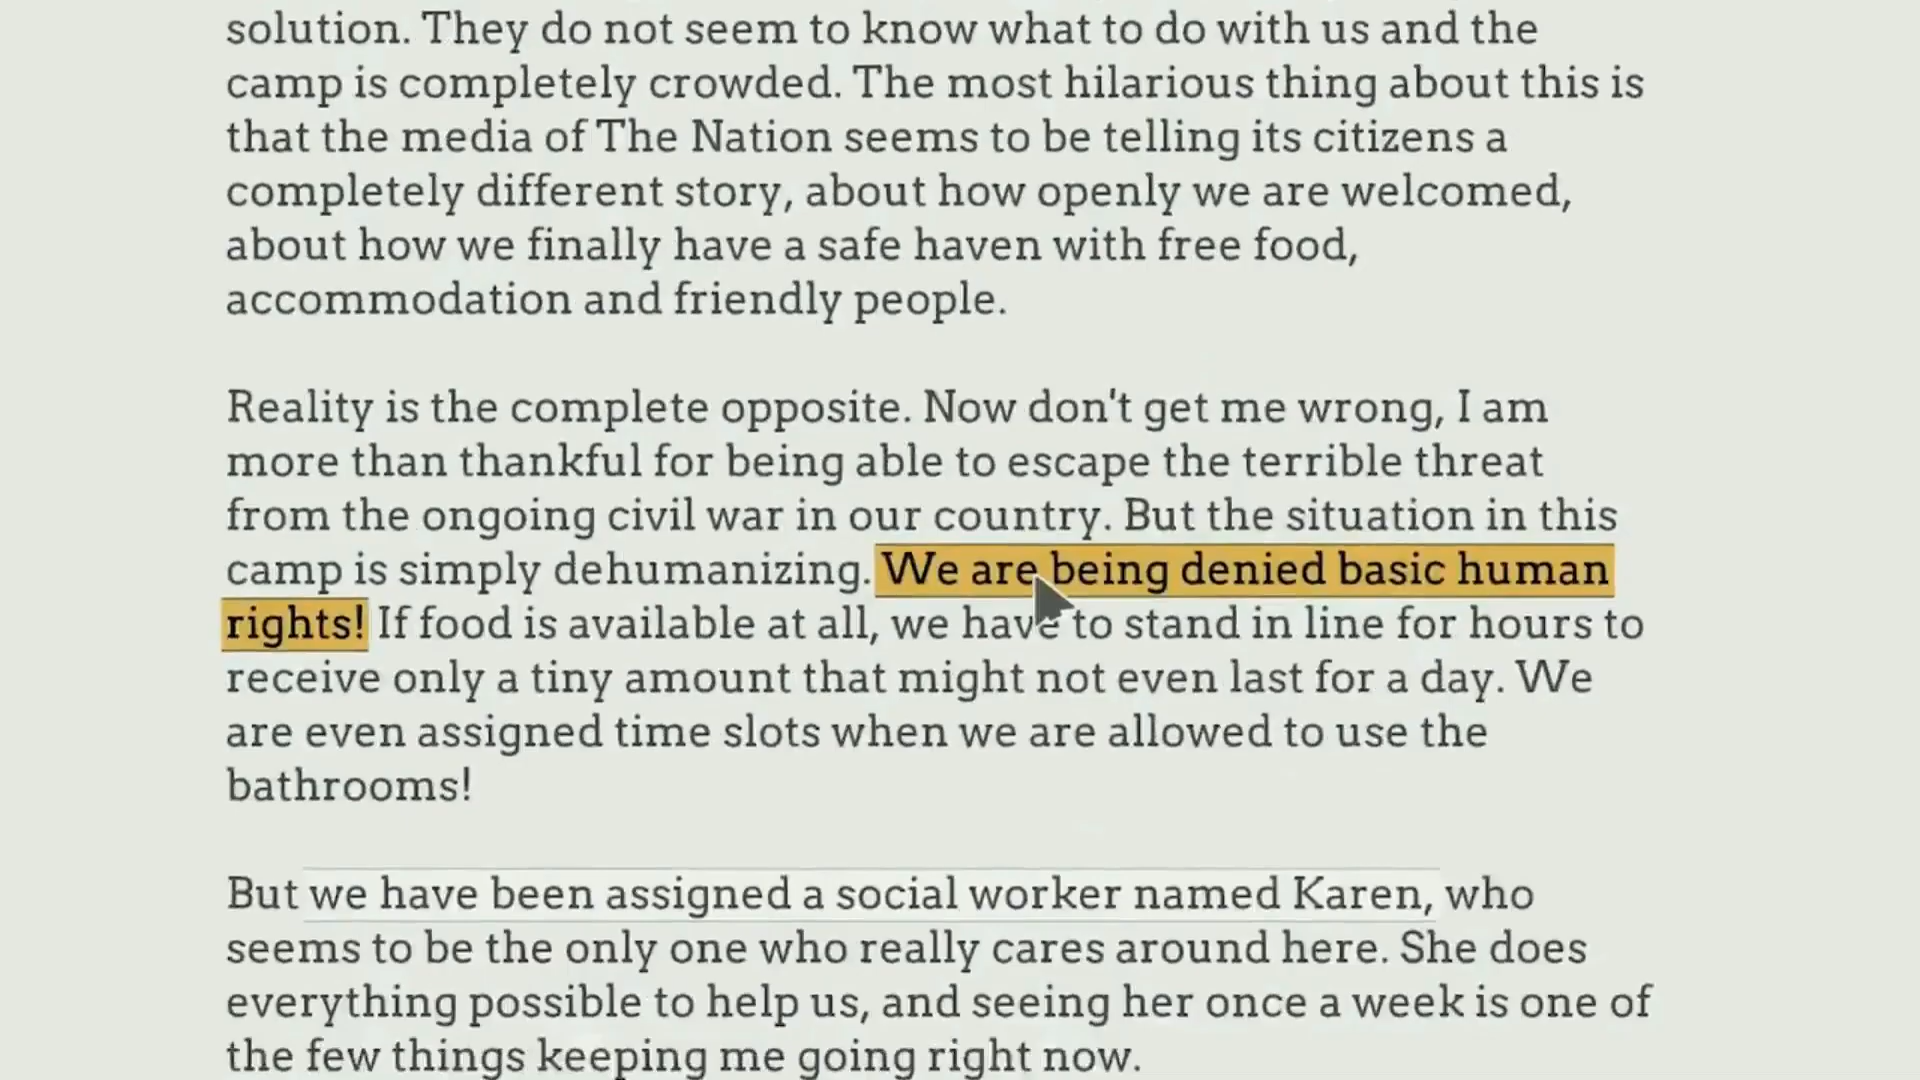 solution. They do not seem to know what to do with us and the
camp is completely crowded. The most hilarious thing about this is
that the media of The Nation seems to be telling its citizens a
completely different story, about how openly we are welcomed,
about how we finally have a safe haven with free food,
accommodation and friendly people.
Reality is the complete opposite. Now don't get me wrong, I am
more than thankful for being able to escape the terrible threat
from the ongoing civil war in our country. But the situation in this
camp is simply dehumanizing. We are being denied basic human
rights! If food is available at all, we have to stand in line for hours to
receive only a tiny amount that might not even last for a day. We
are even assigned time slots when we are allowed to use the
bathrooms!
But we have been assigned a social worker named Karen, who
seems to be the only one who really cares around here. She does
everything possible to help us, and seeing her once a week is one of
the few things keeping me going right now.